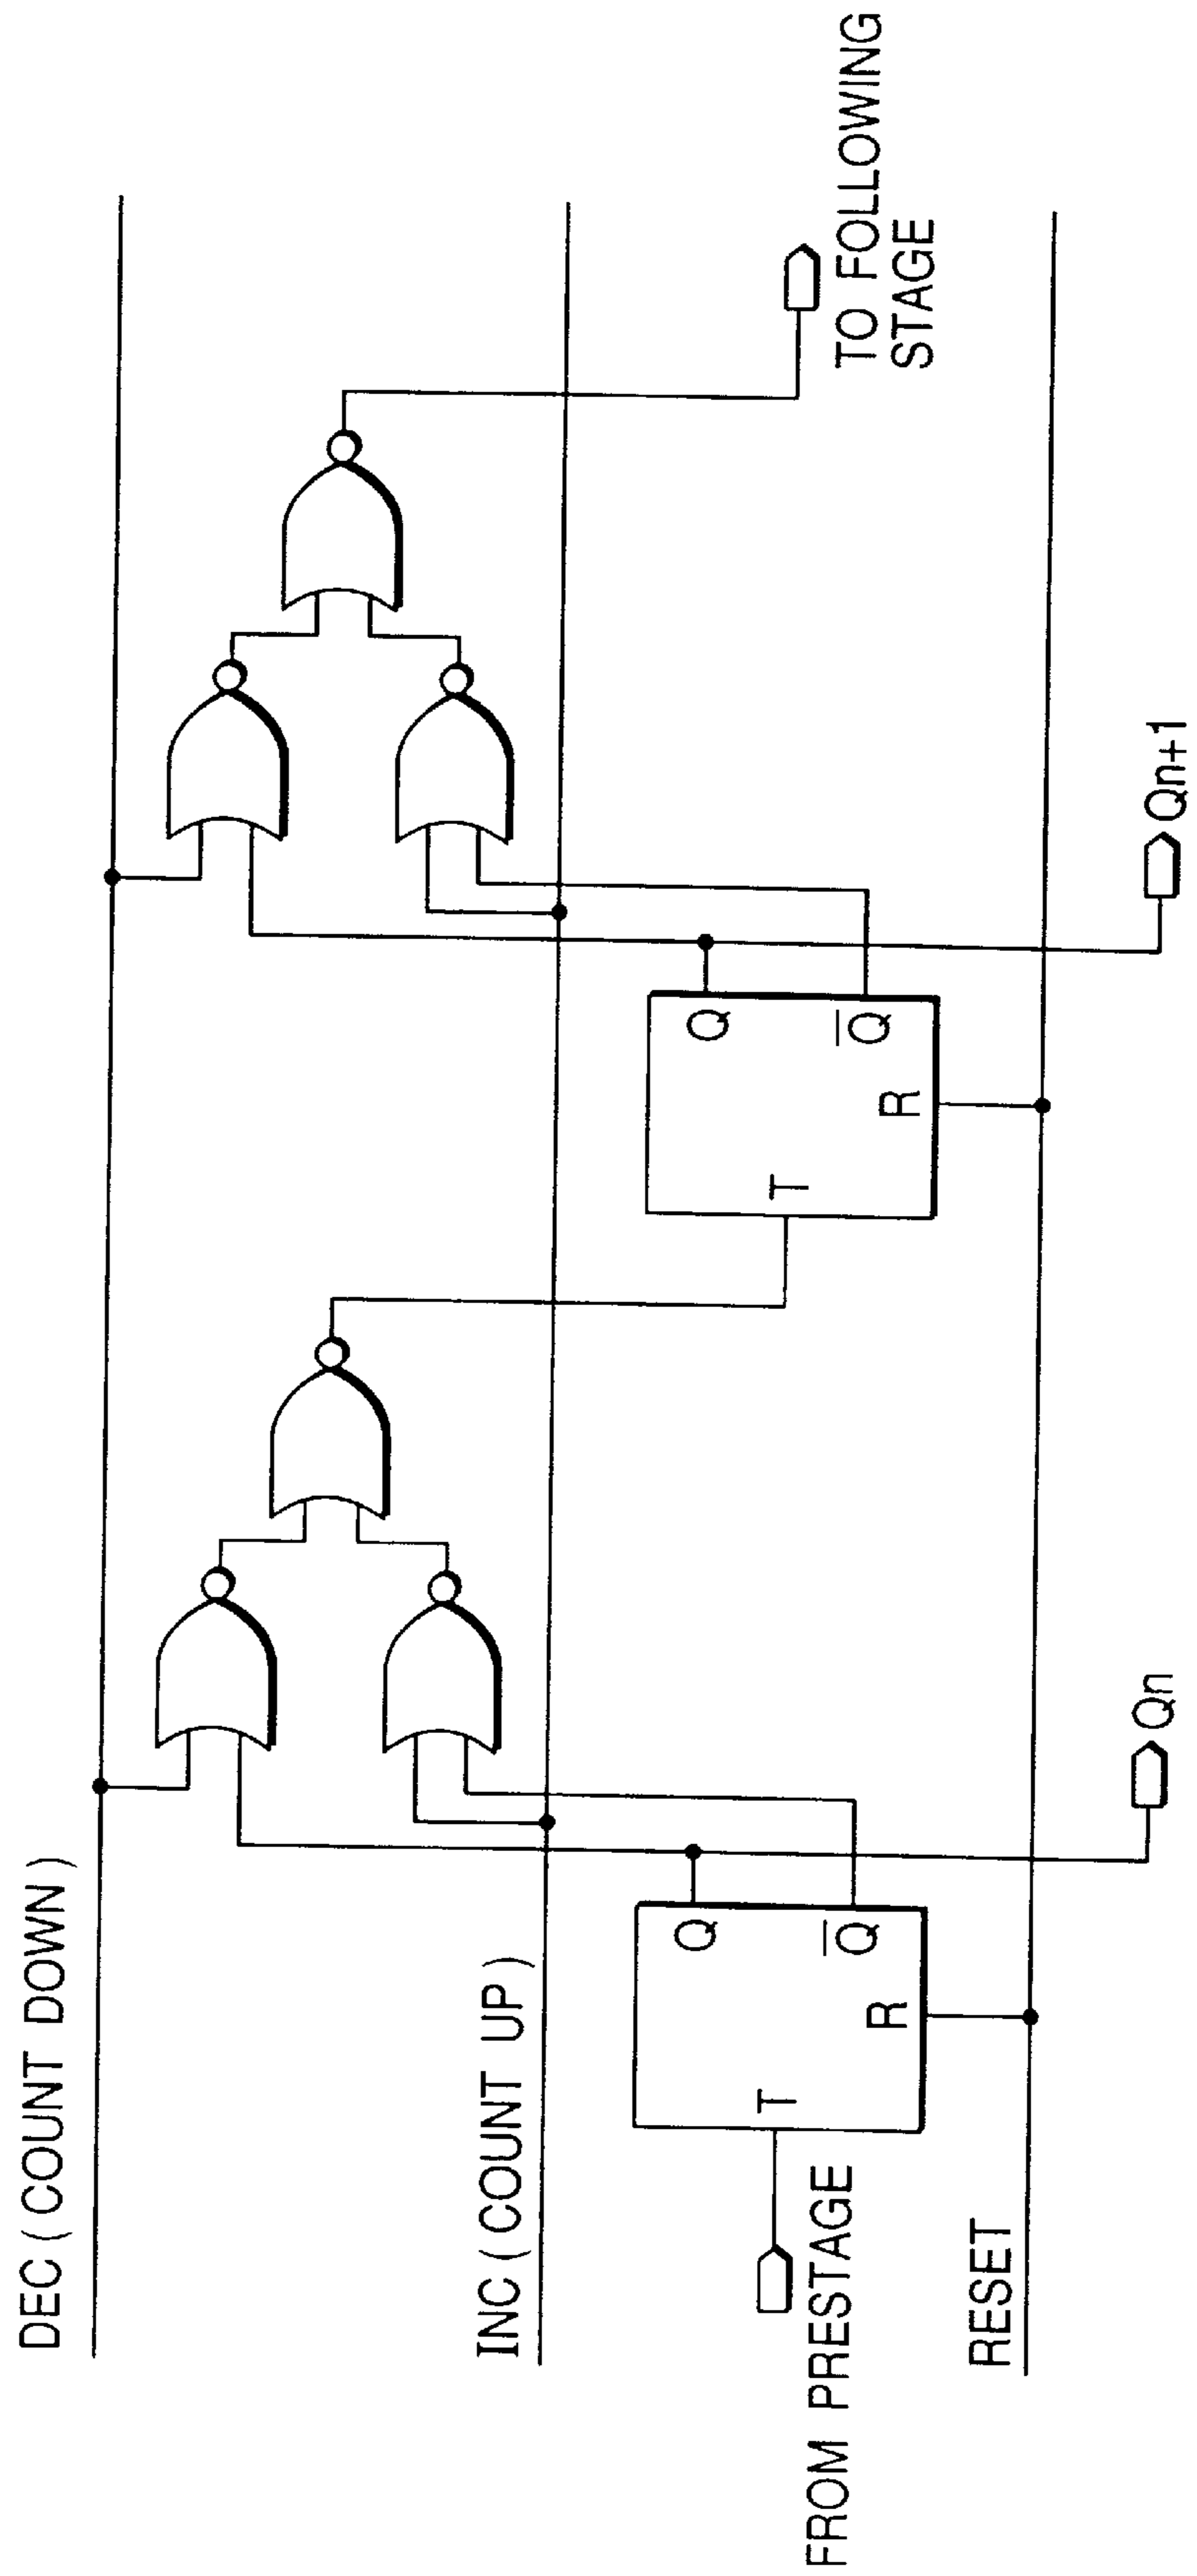 DEC ( COUNT DOWN )
INC ( COUNT UP )
Q
Q
T
T
Q
Q
R
R
FROM PRESTAGE
TO FOLLOWING
STAGE
RESET
Qn
Qn+1